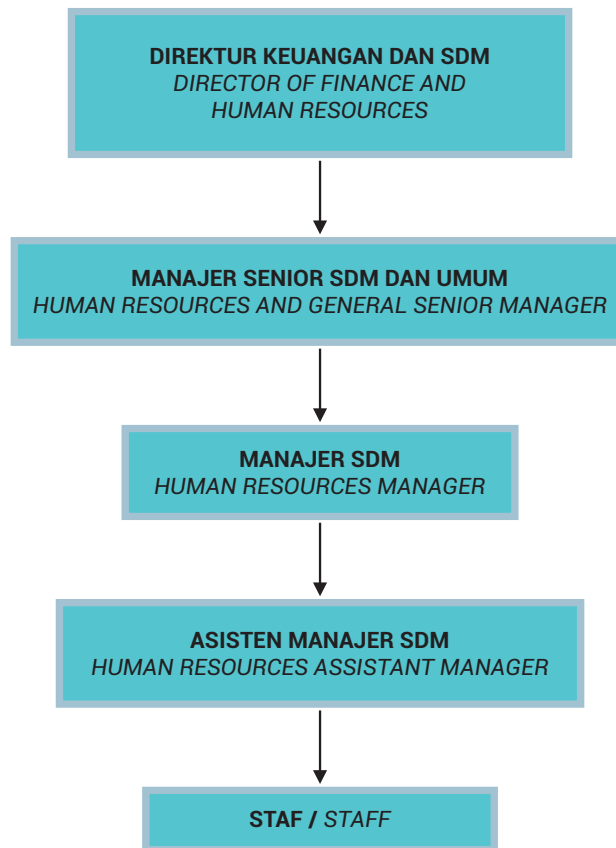 DIREKTUR KEUANGAN DAN SDM
DIRECTOR OF FINANCE AND
HUMAN RESOURCES
MANAJER SENIOR SDM DAN UMUM
HUMAN RESOURCES AND GENERAL SENIOR MANAGER
MANAJER SDM
HUMAN RESOURCES MANAGER
ASISTEN MANAJER SDM
HUMAN RESOURCES ASSISTANT MANAGER
STAF / STAFF